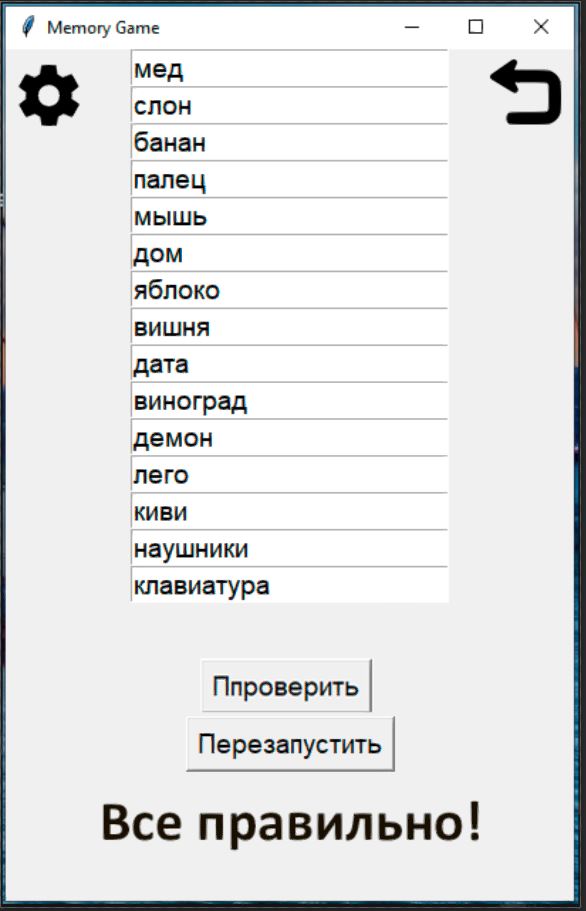 Memory Game
мед
слон
банан
палец
мышь
дом
яблоко
вишня
дата
виноград
демон
лего
киви
наушники
клавиатура
Ппроверить
Перезапустить
Все правильно!